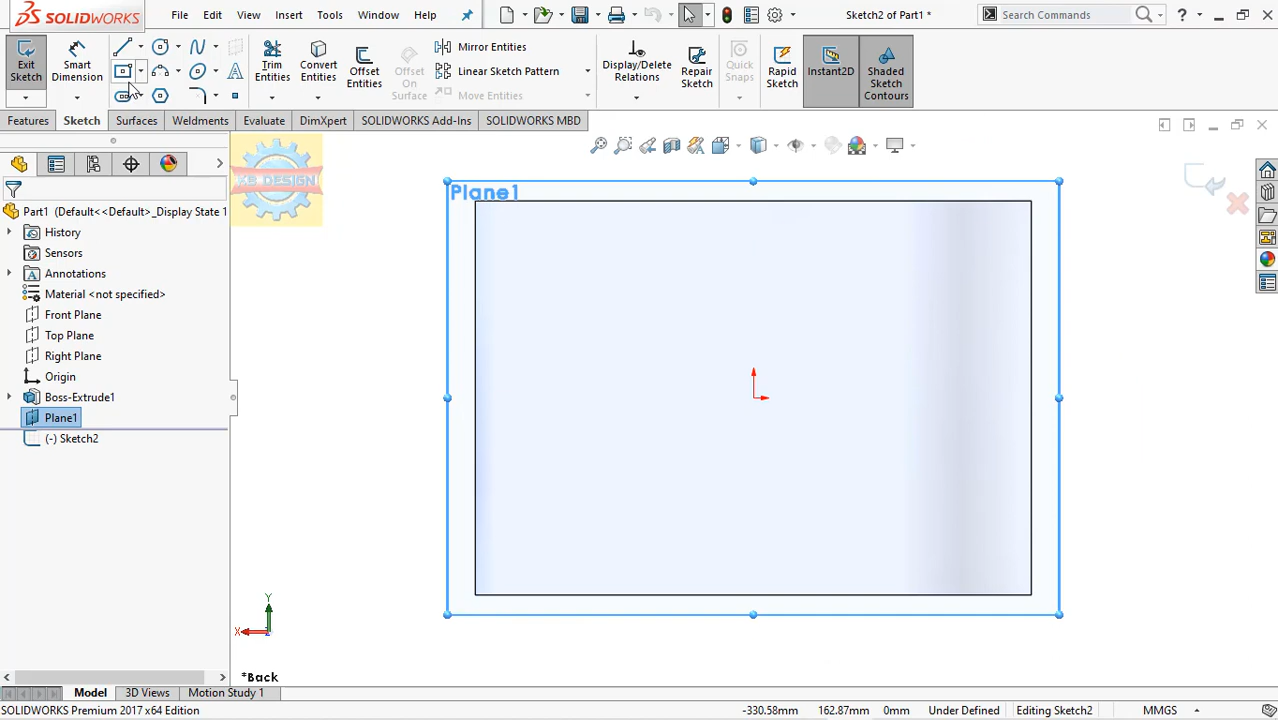 SOLIDWORKS File Edit View Insert Tools Window Help Sketch2 of Part1 * Search Commands ?
Exit Sketch Smart Dimension Trim Entities Convert Entities Offset Entities Offset On Surface Mirror Entities Linear Sketch Pattern Move Entities Display/Delete Relations Repair Sketch Quick Snaps Rapid Sketch Instant2D Shaded Sketch Contours
Features Sketch Surfaces Weldments Evaluate DimXpert SOLIDWORKS Add-Ins SOLIDWORKS MBD
KB DESIGN
Plane1
Part1 (Default<<Default>_Display State 1
History
Sensors
Annotations
Material <not specified>
Front Plane
Top Plane
Right Plane
Origin
Boss-Extrude1
Plane1
(-) Sketch2
Y
X
*Back
Model 3D Views Motion Study 1
SOLIDWORKS Premium 2017 x64 Edition -330.58mm 162.87mm 0mm Under Defined Editing Sketch2 MMGS